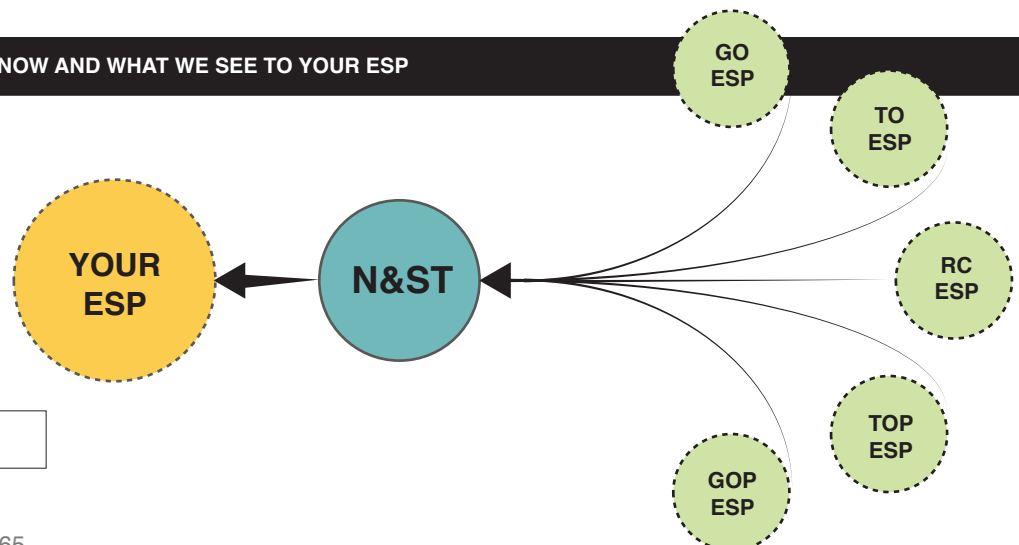 NOW AND WHAT WE SEE TO YOUR ESP
GO
ESP
TO
ESP
YOUR
ESP
N&ST
RC
ESP
TOP
ESP
GOP
ESP
65